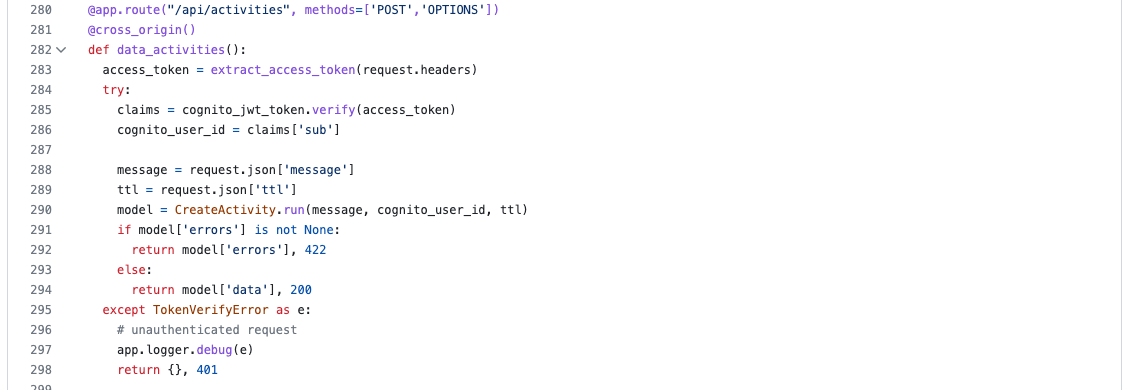 280 @app.route("/api/activities", methods=['POST','OPTIONS'])
281 @cross_origin()
282 def data_activities():
283   access_token = extract_access_token(request.headers)
284   try:
285     claims = cognito_jwt_token.verify(access_token)
286     cognito_user_id = claims['sub']
287
288     message = request.json['message']
289     ttl = request.json['ttl']
290     model = CreateActivity.run(message, cognito_user_id, ttl)
291     if model['errors'] is not None:
292       return model['errors'], 422
293     else:
294       return model['data'], 200
295   except TokenVerifyError as e:
296     # unauthenticated request
297     app.logger.debug(e)
298     return {}, 401
299